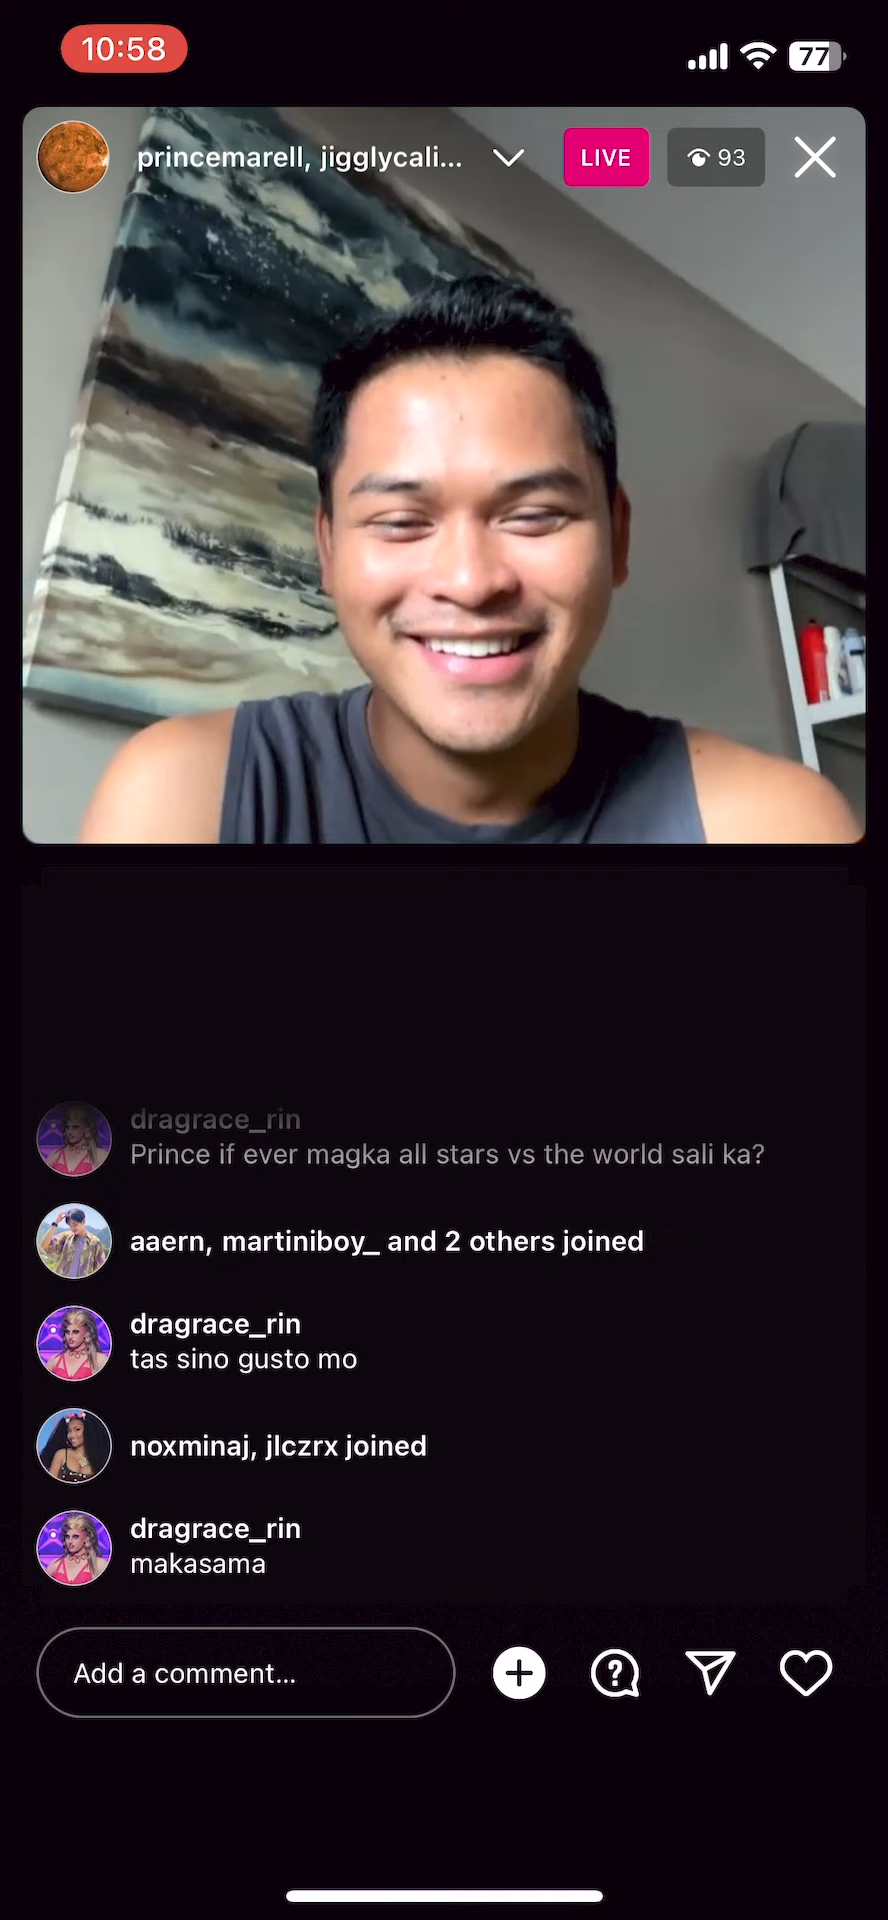 10:58
77
princemarell, jigglycali...
LIVE
93
dragrace_rin
Prince if ever magka all stars vs the world sali ka?
aaern, martiniboy_ and 2 others joined
dragrace_rin
tas sino gusto mo
noxminaj, jlczrx joined
dragrace_rin
makasama
Add a comment...